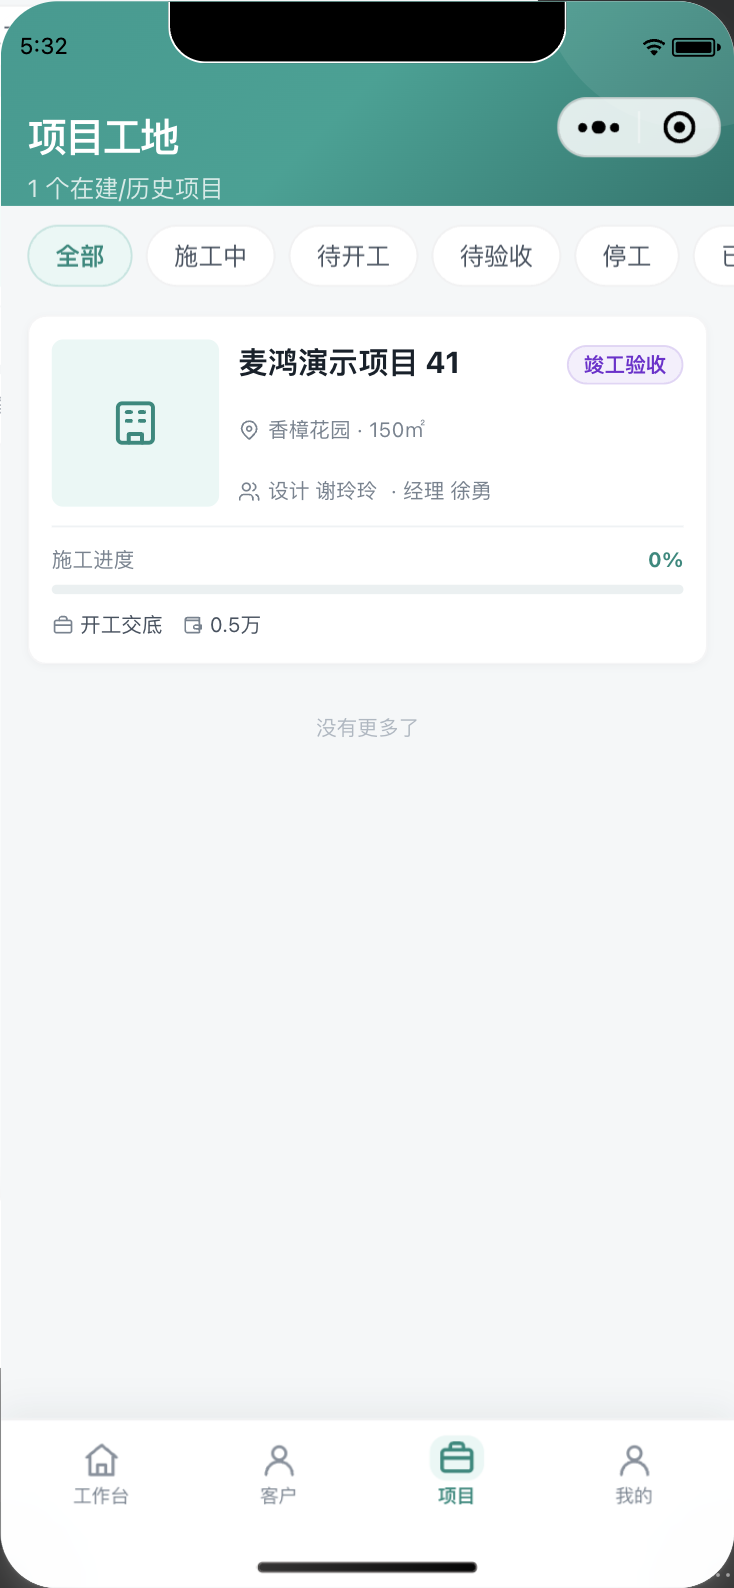 5:32
项目工地
1 个在建/历史项目
全部 施工中 待开工 待验收 停工
麦鸿演示项目 41 竣工验收
香樟花园 · 150㎡
设计 谢玲玲 · 经理 徐勇
施工进度 0%
开工交底 0.5万
没有更多了
工作台 客户 项目 我的